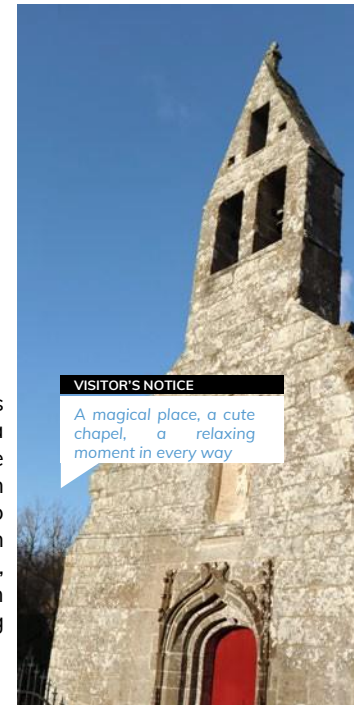 VISITOR'S NOTICE
A magical place, a cute
chapel, a relaxing
moment in every way